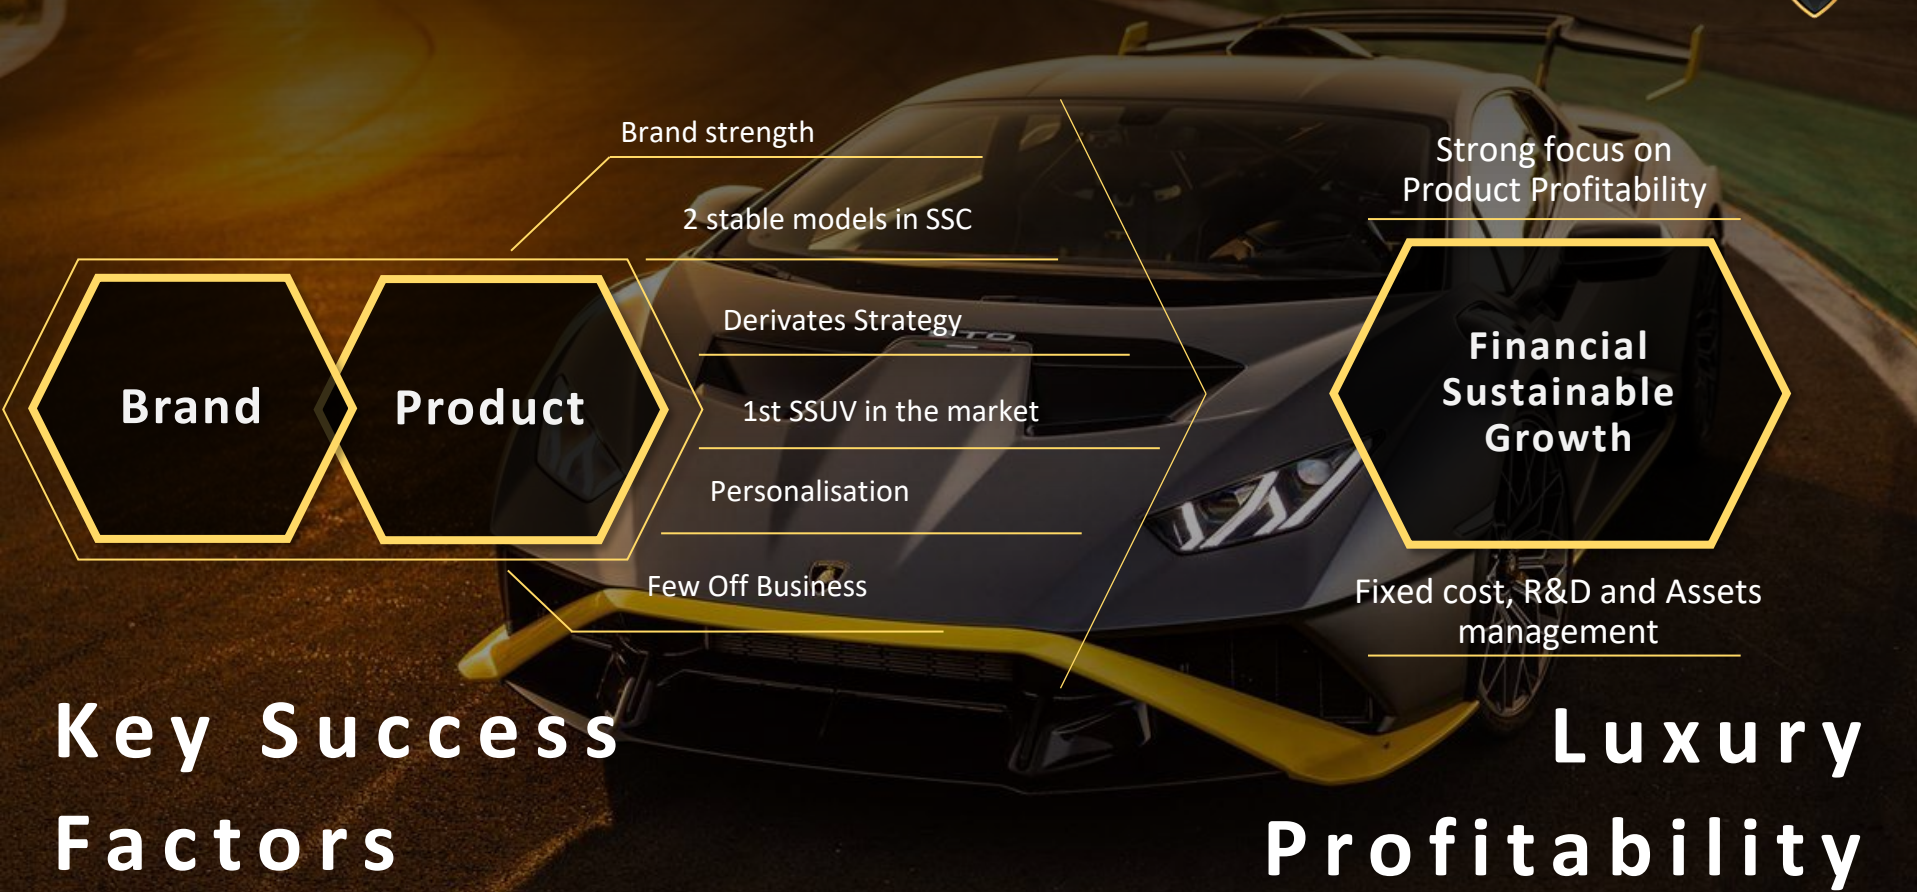 Brand strength
2 stable models in SSC
Derivates Strategy
1st SSUV in the market
Personalisation
Few Off Business
Brand
Product
Strong focus on
Product Profitability
Financial
Sustainable
Growth
Fixed cost, R&D and Assets
management
Key Success
Factors
Luxury
Profitability